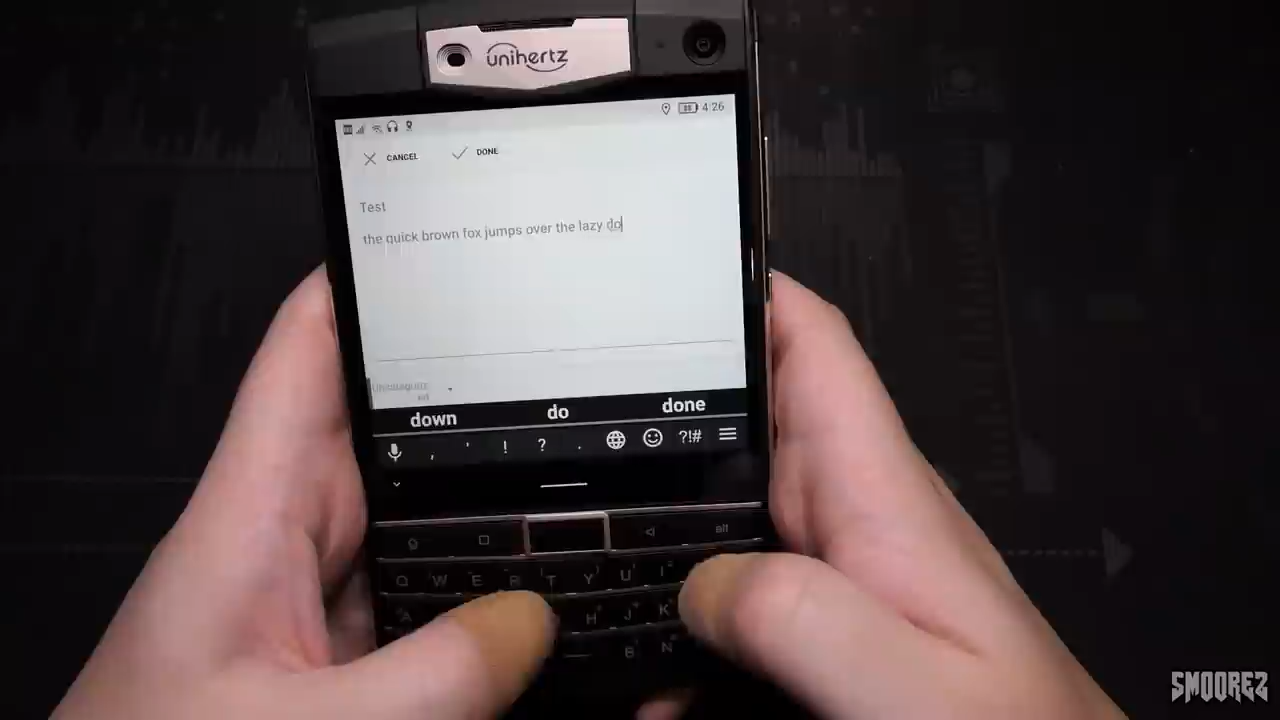 unihertz
4:26
CANCEL DONE
Test
the quick brown fox jumps over the lazy do
down do done
, ' ! ? . ?!#
alt
Q W E R T Y U I
A H J K
B N
SMOOREZ